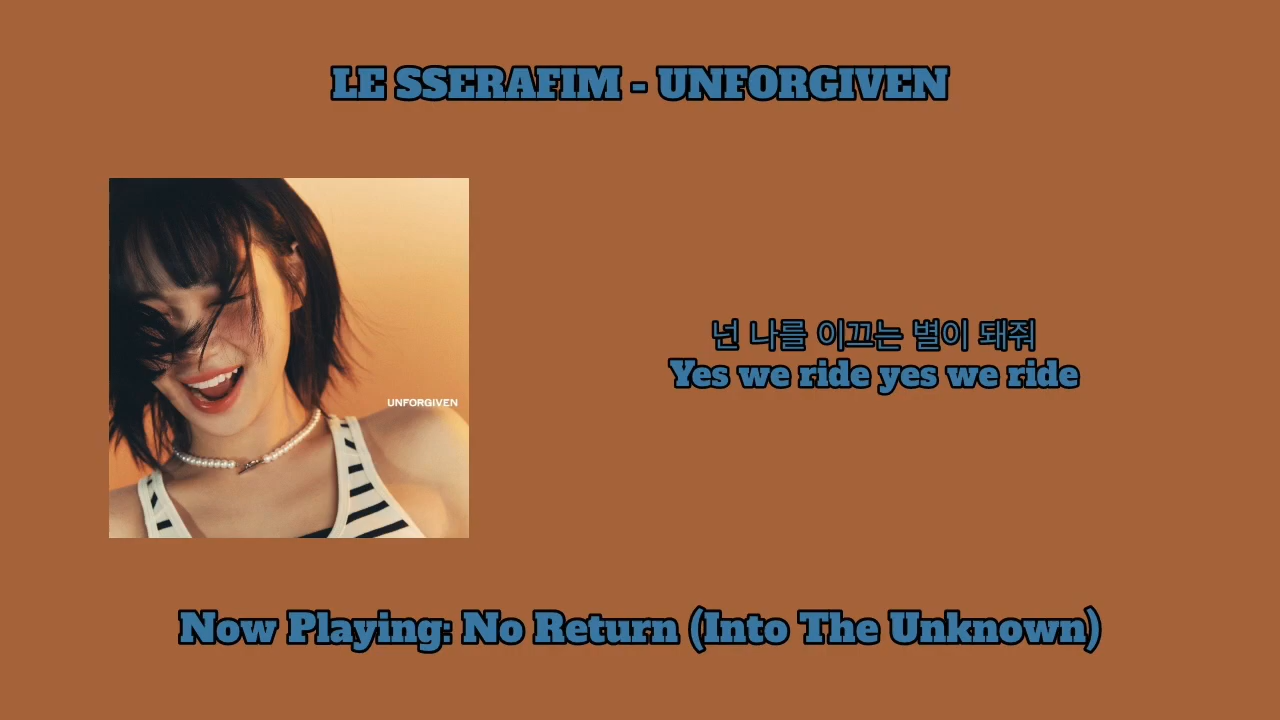 LE SSERAFIM - UNFORGIVEN
UNFORGIVEN
넌 나를 이끄는 별이 돼줘
Yes we ride yes we ride
Now Playing: No Return (Into The Unknown)